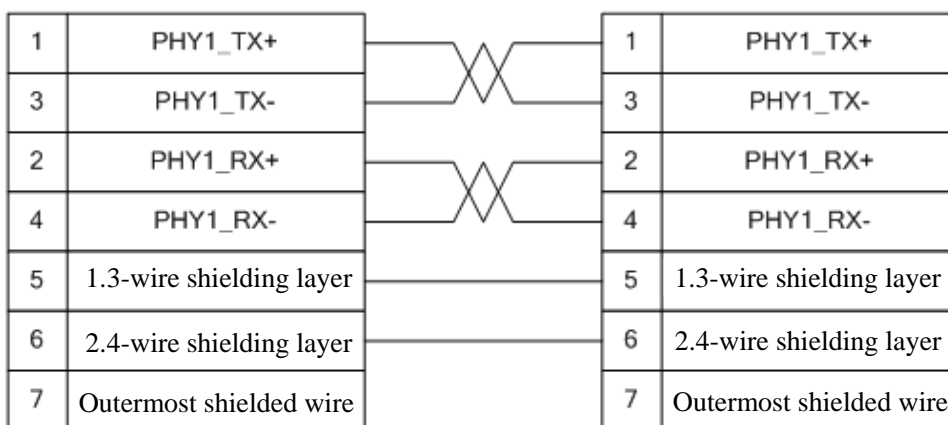 1 PHY1_TX+ 1 PHY1_TX+
3 PHY1_TX- 3 PHY1_TX-
2 PHY1_RX+ 2 PHY1_RX+
4 PHY1_RX- 4 PHY1_RX-
5 1.3-wire shielding layer 5 1.3-wire shielding layer
6 2.4-wire shielding layer 6 2.4-wire shielding layer
7 Outermost shielded wire 7 Outermost shielded wire